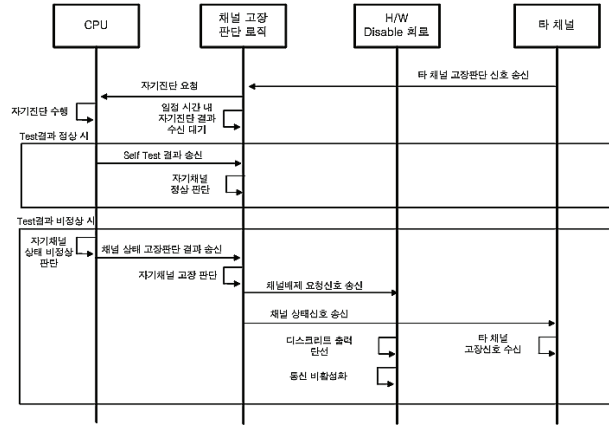 CPU
채널 고장
판단 로직
H/W
Disable 회로
타 채널
타 채널 고장판단 신호 송신
자기진단 요청
자기진단 수행
일정 시간 내
자기진단 결과
수신 대기
Test결과 정상 시
Self Test 결과 송신
자기채널
정상 판단
Test결과 비정상 시
자기채널
상태 비정상
판단
채널 상태 고장판단 결과 송신
자기채널 고장 판단
채널배제 요청신호 송신
채널 상태신호 송신
디스크리트 출력
단선
타 채널
고장신호 수신
통신 비활성화